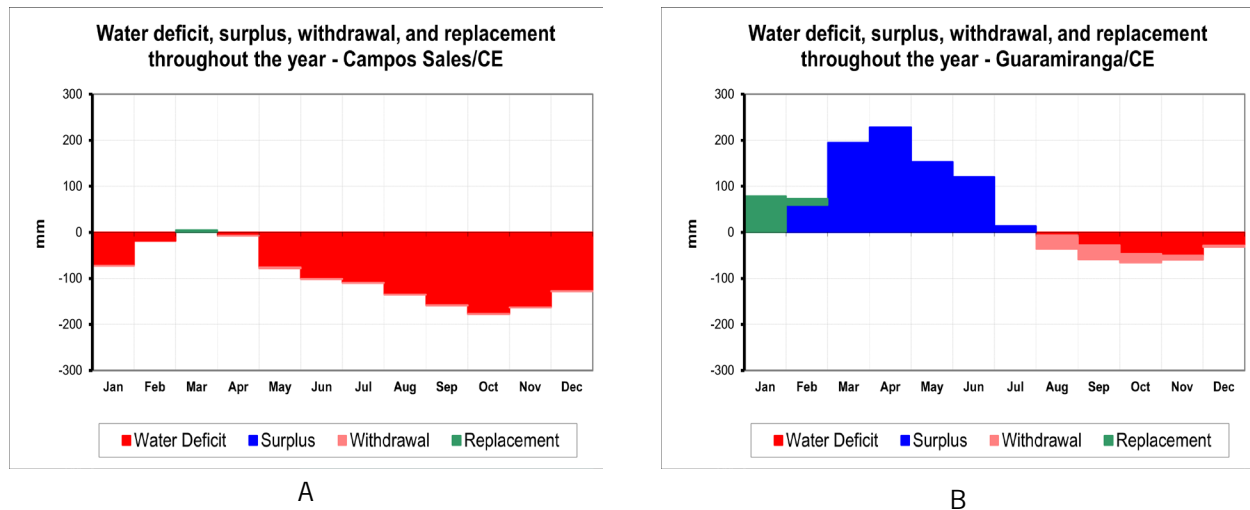 Water deficit, surplus, withdrawal, and replacement
throughout the year - Campos Sales/CE
300
200
100
0
-100
-200
-300
mm
Jan Feb Mar Apr May Jun Jul Aug Sep Oct Nov Dec
Water Deficit Surplus Withdrawal Replacement
A
Water deficit, surplus, withdrawal, and replacement
throughout the year - Guaramiranga/CE
300
200
100
0
-100
-200
-300
mm
Jan Feb Mar Apr May Jun Jul Aug Sep Oct Nov Dec
Water Deficit Surplus Withdrawal Replacement
B